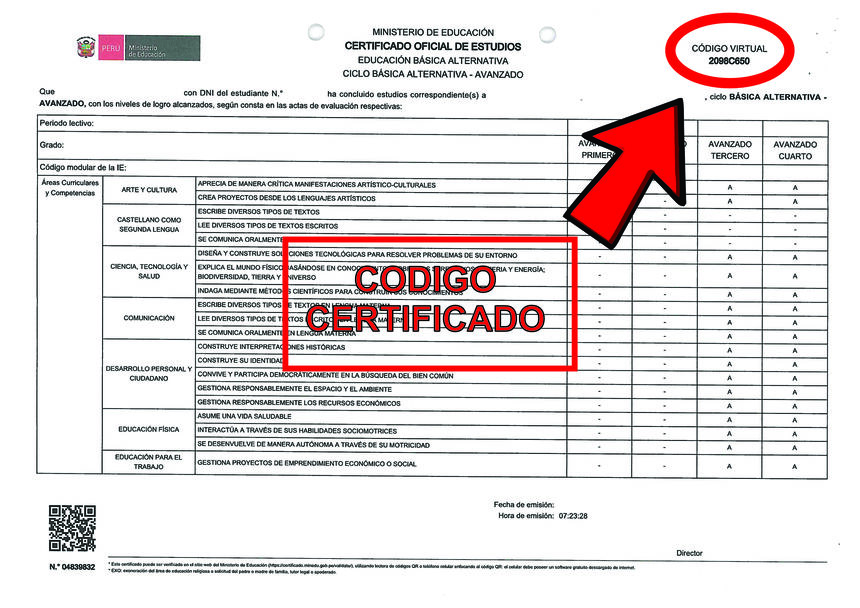 PERÚ
Ministerio
de Educación
MINISTERIO DE EDUCACIÓN
CERTIFICADO OFICIAL DE ESTUDIOS
EDUCACIÓN BÁSICA ALTERNATIVA
CICLO BÁSICA ALTERNATIVA - AVANZADO
CÓDIGO VIRTUAL
2098C650
Que con DNI del estudiante N.° ha concluido estudios correspondiente(s) a , ciclo BÁSICA ALTERNATIVA -
AVANZADO, con los niveles de logro alcanzados, según consta en las actas de evaluación respectivas:
Periodo lectivo:
Grado:
PRIMERO
AVANZADO
TERCERO
AVANZADO
CUARTO
Código modular de la IE:
Áreas Curriculares
y Competencias
ARTE Y CULTURA
APRECIA DE MANERA CRÍTICA MANIFESTACIONES ARTÍSTICO-CULTURALES A A
CREA PROYECTOS DESDE LOS LENGUAJES ARTÍSTICOS - A A
CASTELLANO COMO
SEGUNDA LENGUA
ESCRIBE DIVERSOS TIPOS DE TEXTOS - -
LEE DIVERSOS TIPOS DE TEXTOS ESCRITOS - - -
SE COMUNICA ORALMENTE - - - -
CIENCIA, TECNOLOGÍA Y
SALUD
DISEÑA Y CONSTRUYE SOLUCIONES TECNOLÓGICAS PARA RESOLVER PROBLEMAS DE SU ENTORNO - - A A
EXPLICA EL MUNDO FÍSICO BASÁNDOSE EN ENERGÍA;
BIODIVERSIDAD, TIERRA Y UNIVERSO - - A A
INDAGA MEDIANTE MÉTODOS CIENTÍFICOS PARA CONSTRUIR SUS CONOCIMIENTOS - - A A
COMUNICACIÓN
ESCRIBE DIVERSOS TIPOS DE TEXTOS EN LENGUA MATERNA - - A A
LEE DIVERSOS TIPOS DE TEXTOS ESCRITOS EN LENGUA MATERNA - - A A
SE COMUNICA ORALMENTE EN LENGUA MATERNA - - A A
DESARROLLO PERSONAL Y
CIUDADANO
CONSTRUYE INTERPRETACIONES HISTÓRICAS - - A A
CONSTRUYE SU IDENTIDAD - - A A
CONVIVE Y PARTICIPA DEMOCRÁTICAMENTE EN LA BÚSQUEDA DEL BIEN COMÚN - - A A
GESTIONA RESPONSABLEMENTE EL ESPACIO Y EL AMBIENTE - - A A
GESTIONA RESPONSABLEMENTE LOS RECURSOS ECONÓMICOS - - A A
EDUCACIÓN FÍSICA
ASUME UNA VIDA SALUDABLE - - A A
INTERACTÚA A TRAVÉS DE SUS HABILIDADES SOCIOMOTRICES - - A A
SE DESENVUELVE DE MANERA AUTÓNOMA A TRAVÉS DE SU MOTRICIDAD - - A A
EDUCACIÓN PARA EL
TRABAJO
GESTIONA PROYECTOS DE EMPRENDIMIENTO ECONÓMICO O SOCIAL - - A A
CODIGO
CERTIFICADO
Fecha de emisión:
Hora de emisión: 07:23:28
Director
N.° 04839832
* Este certificado puede ser verificado en el sitio web del Ministerio de Educación (https://certificado.minedu.gob.pe/validata/), utilizando lectora de códigos QR o teléfono celular enfocando al código QR: el celular debe poseer un software gratuito descargado de internet.
* EXO: exoneración del área de educación religiosa a solicitud del padre o madre de familia, tutor legal o apoderado.